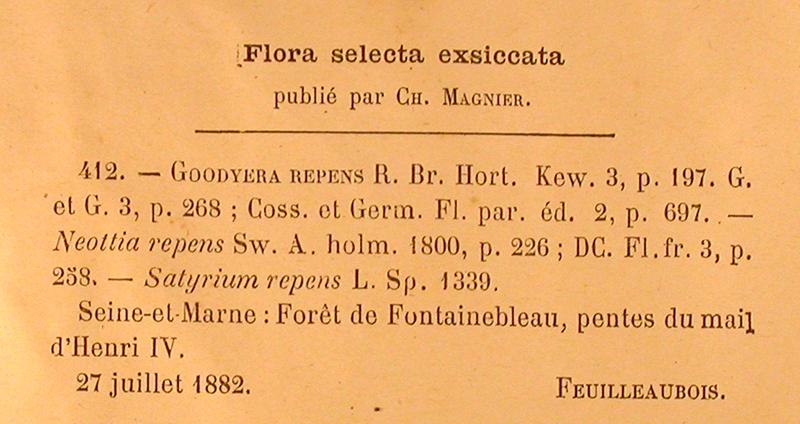 Flora selecta exsiccata
publié par CH. MAGNIER.
412. — GOODYERA REPENS R. Br. Hort. Kew. 3, p. 197. G.
et G. 3, p. 268 ; Coss. et Germ. Fl. par. éd. 2, p. 697. —
Neottia repens Sw. A. holm. 1800, p. 226 ; DC. Fl. fr. 3, p.
258. — Satyrium repens L. Sp. 1339.
Seine-et-Marne : Forêt de Fontainebleau, pentes du mail
d'Henri IV.
27 juillet 1882. FEUILLEAUBOIS.